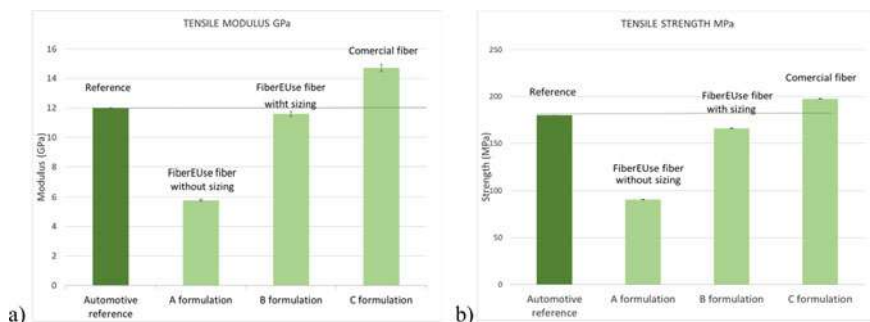 TENSILE MODULUS GPa
16
14
12
10
8
6
4
2
0
Modulus (GPa)
Reference
FiberEUse fiber
without sizing
FiberEUse fiber
witht sizing
Comercial fiber
Automotive
reference
A formulation
B formulation
C formulation
a)
TENSILE STRENGTH MPa
250
200
150
100
50
0
Strength (MPa)
Reference
FiberEUse fiber
without sizing
FiberEUse fiber
with sizing
Comercial fiber
Automotive
reference
A formulation
B formulation
C formulation
b)